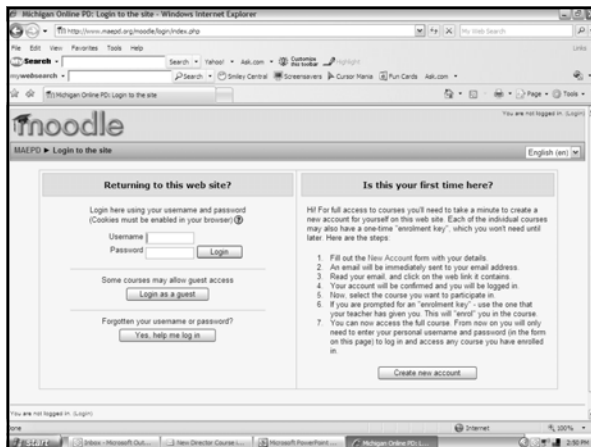 Michigan Online PD: Login to the site - Windows Internet Explorer
http://www.maepd.org/moodle/login/index.php
My Web Search
File Edit View Favorites Tools Help
Links
Search Search Yahoo! Ask.com Customize this toolbar Highlight
mywebsearch Search Smiley Central Screensavers Cursor Mania Fun Cards Ask.com
Michigan Online PD: Login to the site
Page Tools
moodle
You are not logged in. (Login)
MAEPD ► Login to the site
English (en)
Returning to this web site?
Login here using your username and password
(Cookies must be enabled in your browser)
Username
Password
Login
Some courses may allow guest access
Login as a guest
Forgotten your username or password?
Yes, help me log in
Is this your first time here?
Hi! For full access to courses you'll need to take a minute to create a
new account for yourself on this web site. Each of the individual courses
may also have a one-time "enrolment key", which you won't need until
later. Here are the steps:
1. Fill out the New Account form with your details.
2. An email will be immediately sent to your email address.
3. Read your email, and click on the web link it contains.
4. Your account will be confirmed and you will be logged in.
5. Now, select the course you want to participate in.
6. If you are prompted for an "enrolment key" - use the one that
your teacher has given you. This will "enrol" you in the course.
7. You can now access the full course. From now on you will only
need to enter your personal username and password (in the form
on this page) to log in and access any course you have enrolled
in.
Create new account
You are not logged in. (Login)
one
Internet
100%
start
Inbox - Microsoft Out...
New Director Course i...
Microsoft PowerPoint ...
Michigan Online PD: L...
2:50 PM